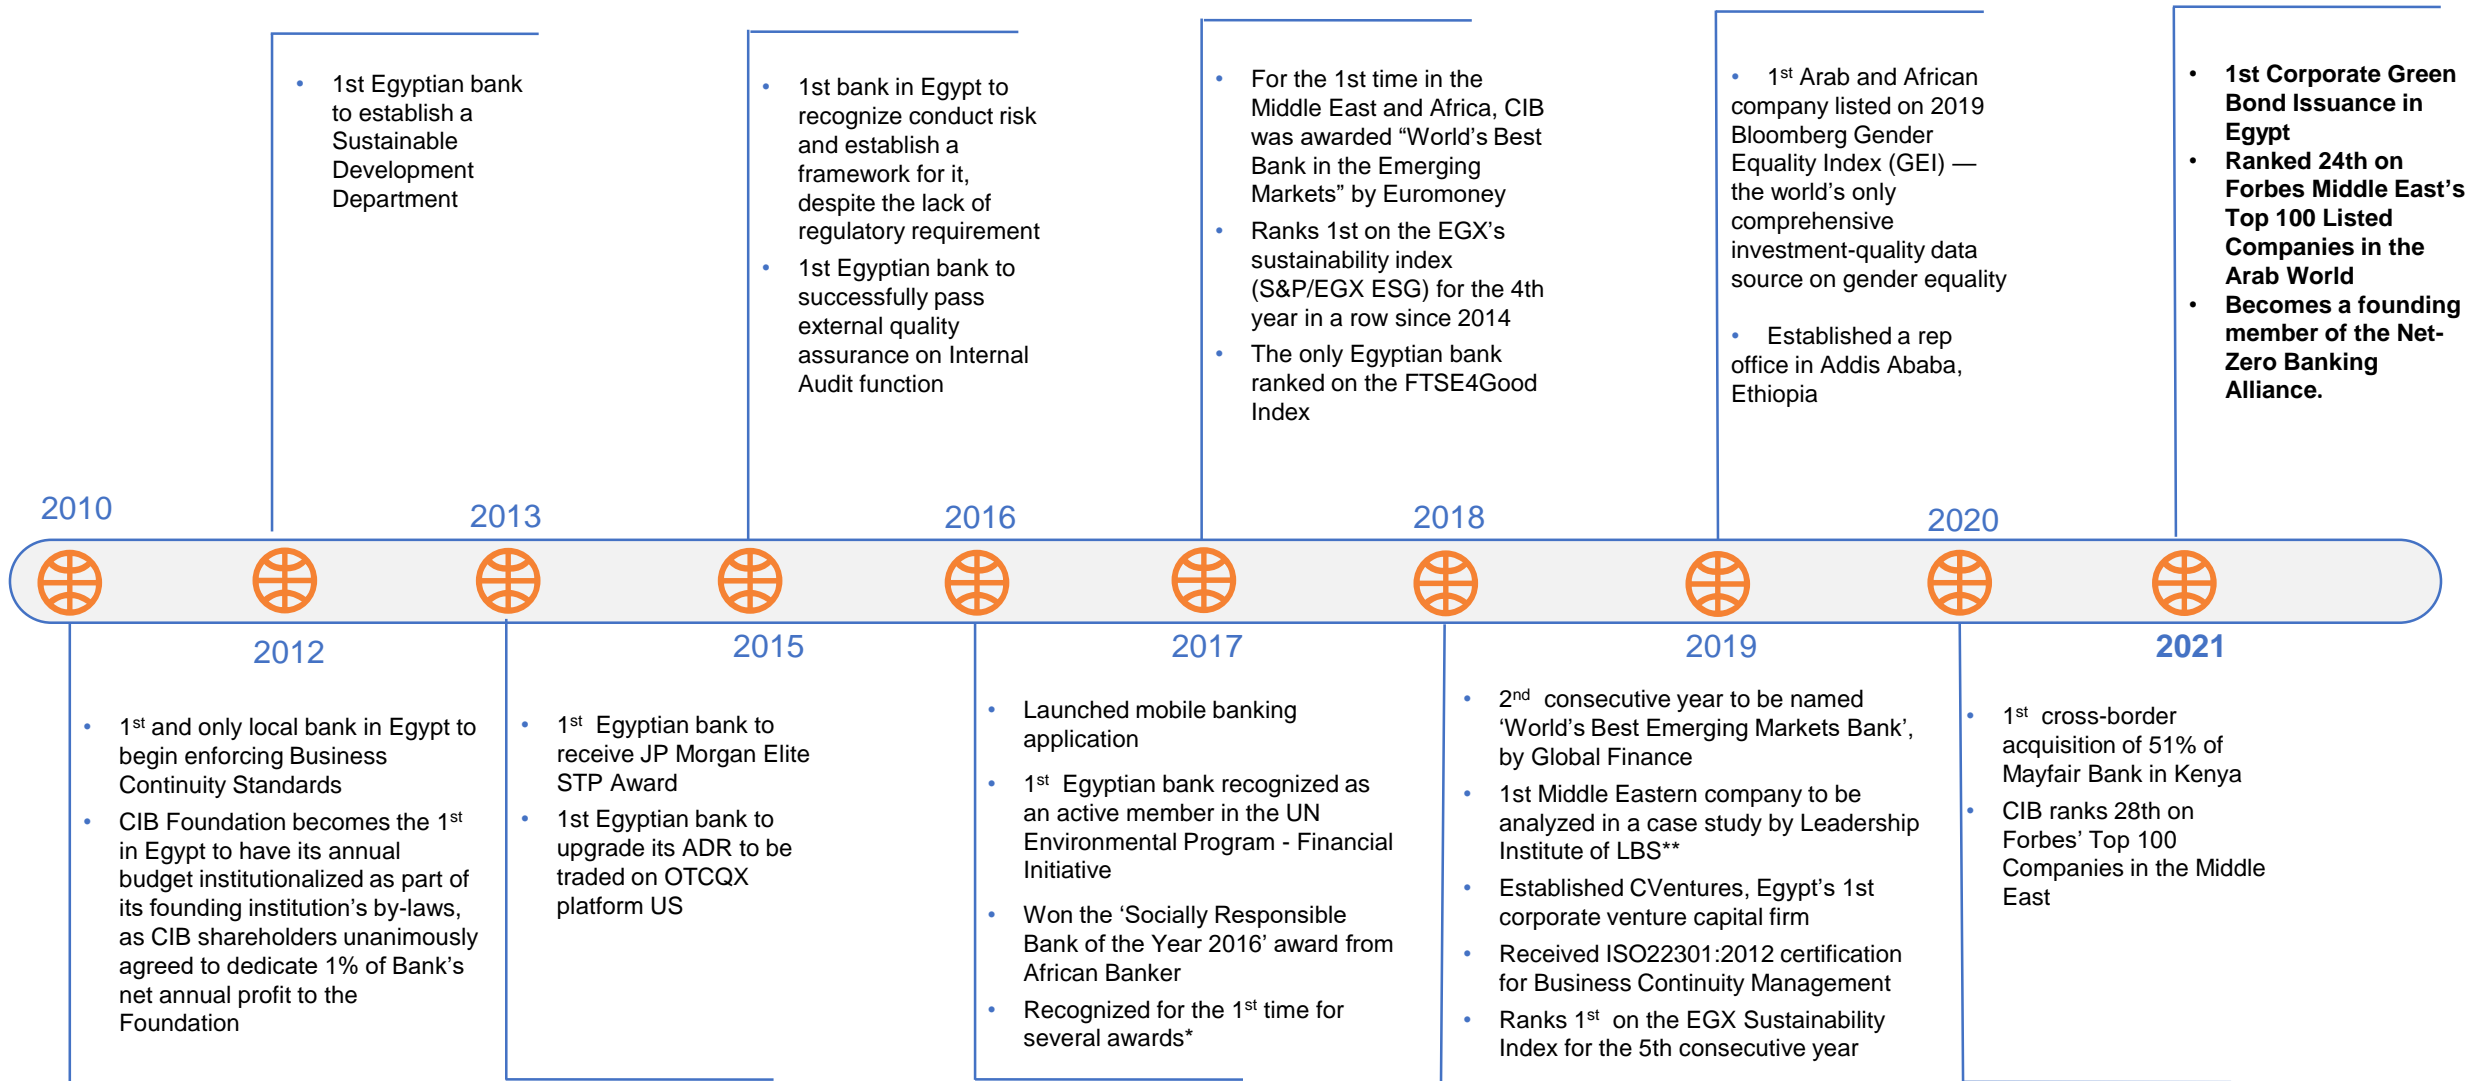 1st Egyptian bank
to establish a
Sustainable
Development
Department
1st bank in Egypt to
recognize conduct risk
and establish a
framework for it,
despite the lack of
regulatory requirement
1st Egyptian bank to
successfully pass
external quality
assurance on Internal
Audit function
For the 1st time in the
Middle East and Africa, CIB
was awarded “World’s Best
Bank in the Emerging
Markets” by Euromoney
Ranks 1st on the EGX’s
sustainability index
(S&P/EGX ESG) for the 4th
year in a row since 2014
The only Egyptian bank
ranked on the FTSE4Good
Index
1st Arab and African
company listed on 2019
Bloomberg Gender
Equality Index (GEI) —
the world’s only
comprehensive
investment-quality data
source on gender equality
Established a rep
office in Addis Ababa,
Ethiopia
1st Corporate Green
Bond Issuance in
Egypt
Ranked 24th on
Forbes Middle East’s
Top 100 Listed
Companies in the
Arab World
Becomes a founding
member of the Net-
Zero Banking
Alliance.
2010
2013
2016
2018
2020
2012
2015
2017
2019
2021
1st and only local bank in Egypt to
begin enforcing Business
Continuity Standards
CIB Foundation becomes the 1st
in Egypt to have its annual
budget institutionalized as part of
its founding institution’s by-laws,
as CIB shareholders unanimously
agreed to dedicate 1% of Bank’s
net annual profit to the
Foundation
1st Egyptian bank to
receive JP Morgan Elite
STP Award
1st Egyptian bank to
upgrade its ADR to be
traded on OTCQX
platform US
Launched mobile banking
application
1st Egyptian bank recognized as
an active member in the UN
Environmental Program - Financial
Initiative
Won the ‘Socially Responsible
Bank of the Year 2016’ award from
African Banker
Recognized for the 1st time for
several awards*
2nd consecutive year to be named
‘World’s Best Emerging Markets Bank’,
by Global Finance
1st Middle Eastern company to be
analyzed in a case study by Leadership
Institute of LBS**
Established CVentures, Egypt’s 1st
corporate venture capital firm
Received ISO22301:2012 certification
for Business Continuity Management
Ranks 1st on the EGX Sustainability
Index for the 5th consecutive year
1st cross-border
acquisition of 51% of
Mayfair Bank in Kenya
CIB ranks 28th on
Forbes’ Top 100
Companies in the Middle
East